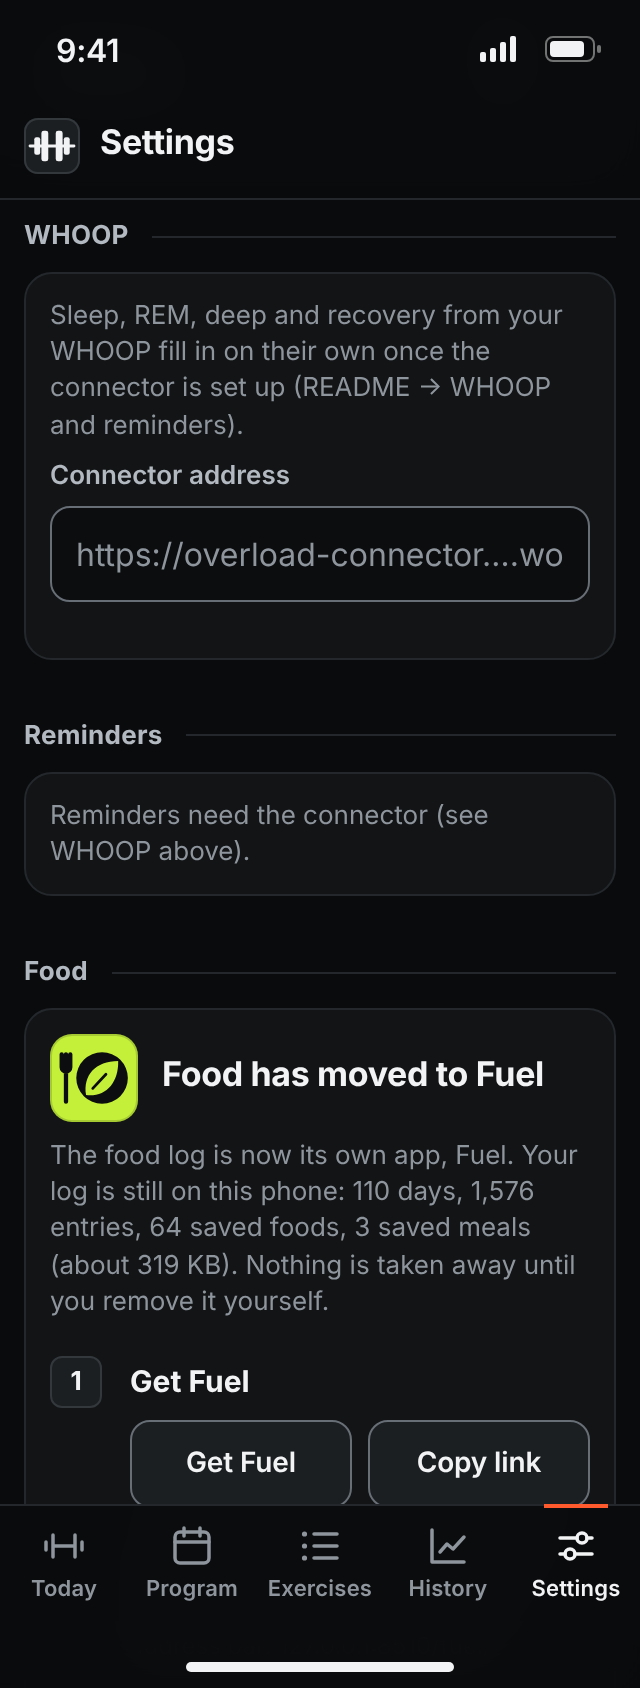 9:41
Settings
WHOOP
Sleep, REM, deep and recovery from your
WHOOP fill in on their own once the
connector is set up (README → WHOOP
and reminders).
Connector address
https://overload-connector....wo
Reminders
Reminders need the connector (see
WHOOP above).
Food
Food has moved to Fuel
The food log is now its own app, Fuel. Your
log is still on this phone: 110 days, 1,576
entries, 64 saved foods, 3 saved meals
(about 319 KB). Nothing is taken away until
you remove it yourself.
1 Get Fuel
Get Fuel Copy link
Today Program Exercises History Settings